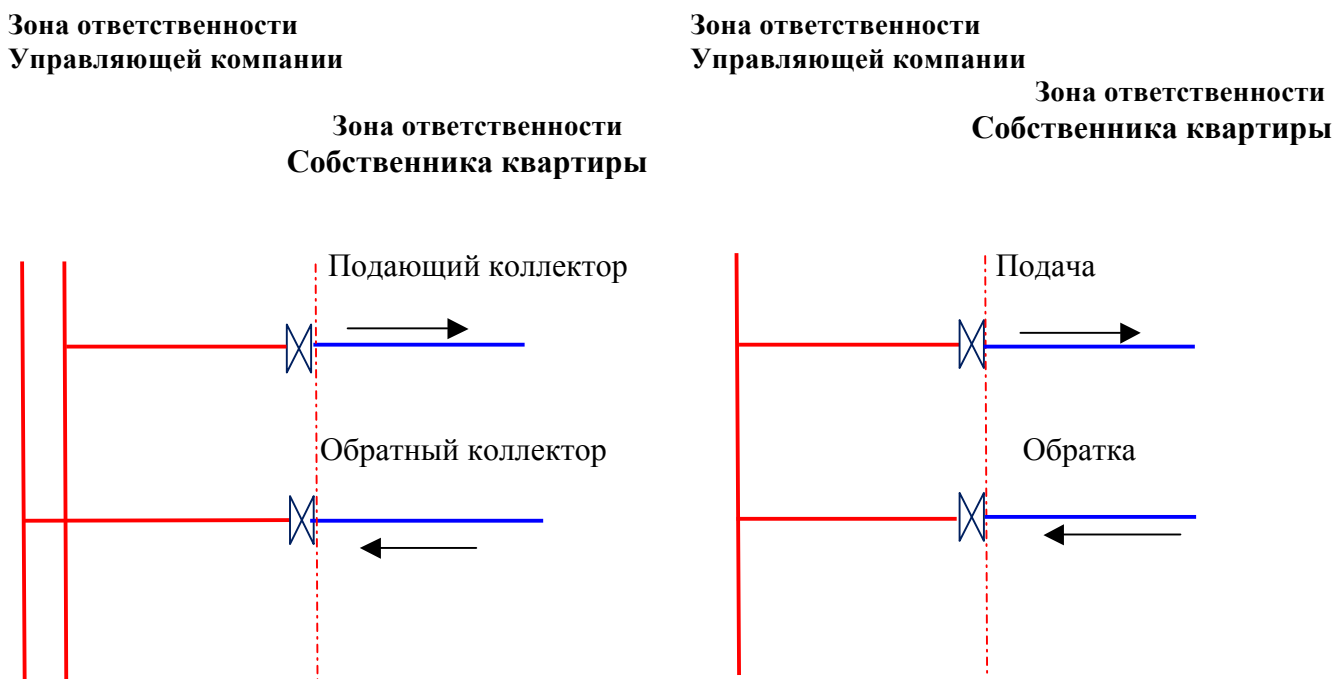 Зона ответственности
Управляющей компании
Зона ответственности
Собственника квартиры
Подающий коллектор
Обратный коллектор
Зона ответственности
Управляющей компании
Зона ответственности
Собственника квартиры
Подача
Обратка